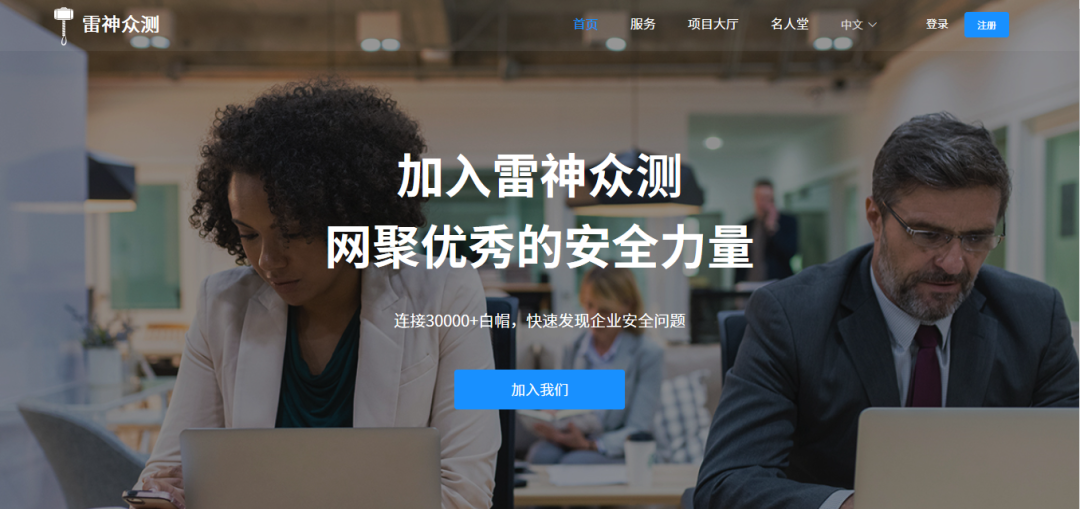 雷神众测
首页 服务 项目大厅 名人堂 中文 登录 注册
加入雷神众测
网聚优秀的安全力量
连接30000+白帽，快速发现企业安全问题
加入我们